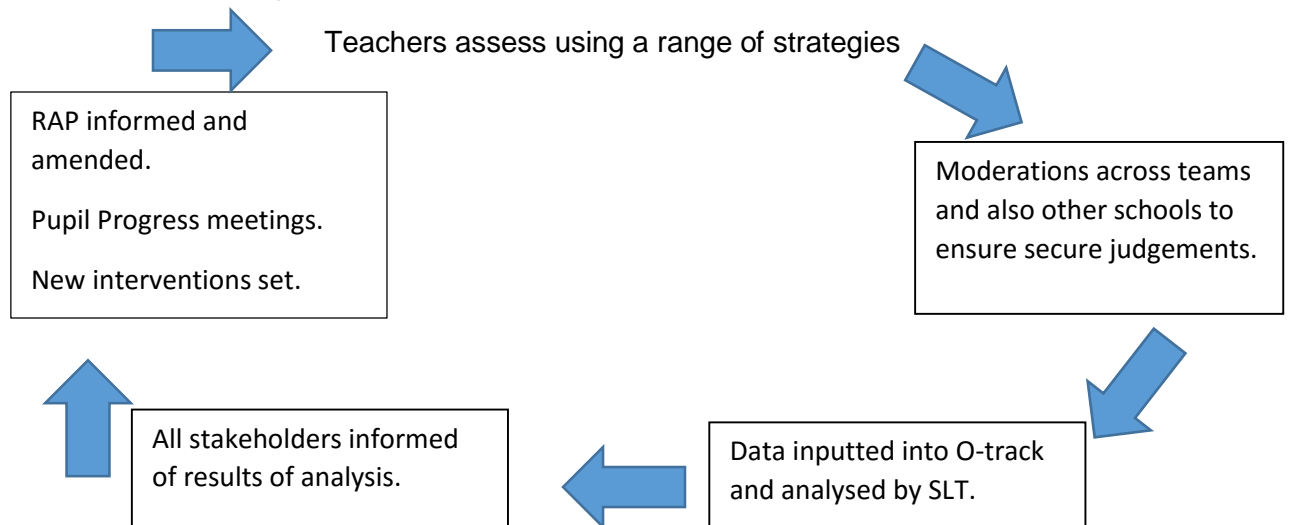 Teachers assess using a range of strategies
RAP informed and
amended.
Pupil Progress meetings.
New interventions set.
Moderations across teams
and also other schools to
ensure secure judgements.
All stakeholders informed
of results of analysis.
Data inputted into O-track
and analysed by SLT.